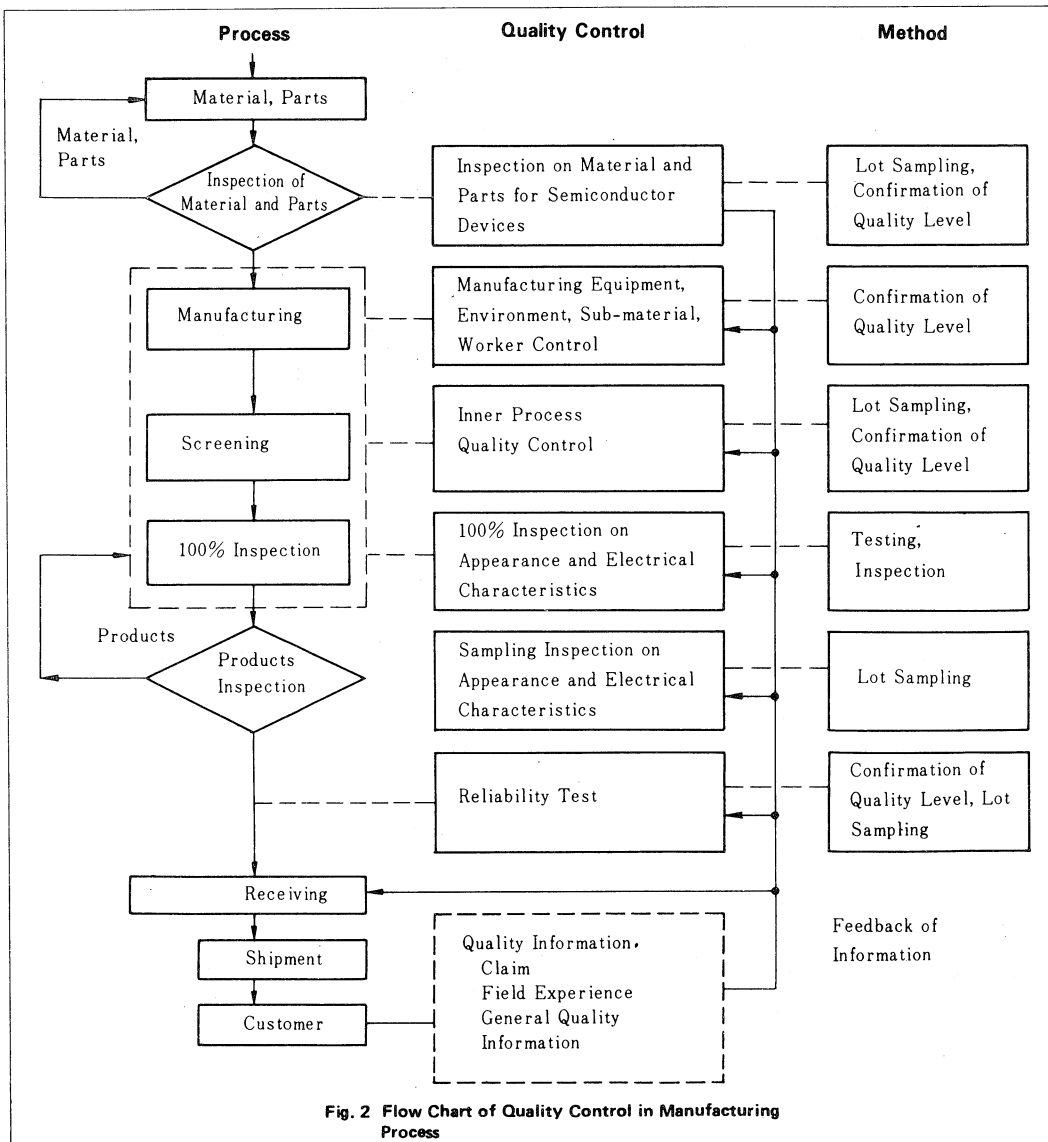 Process Quality Control Method
Material, Parts
Material,
Parts
Inspection of
Material and Parts
Inspection on Material and
Parts for Semiconductor
Devices
Lot Sampling,
Confirmation of
Quality Level
Manufacturing
Manufacturing Equipment,
Environment, Sub-material,
Worker Control
Confirmation of
Quality Level
Screening
Inner Process
Quality Control
Lot Sampling,
Confirmation of
Quality Level
100% Inspection
100% Inspection on
Appearance and Electrical
Characteristics
Testing,
Inspection
Products
Products
Inspection
Sampling Inspection on
Appearance and Electrical
Characteristics
Lot Sampling
Reliability Test
Confirmation of
Quality Level, Lot
Sampling
Receiving
Shipment
Customer
Quality Information.
Claim
Field Experience
General Quality
Information
Feedback of
Information
Fig. 2 Flow Chart of Quality Control in Manufacturing
Process